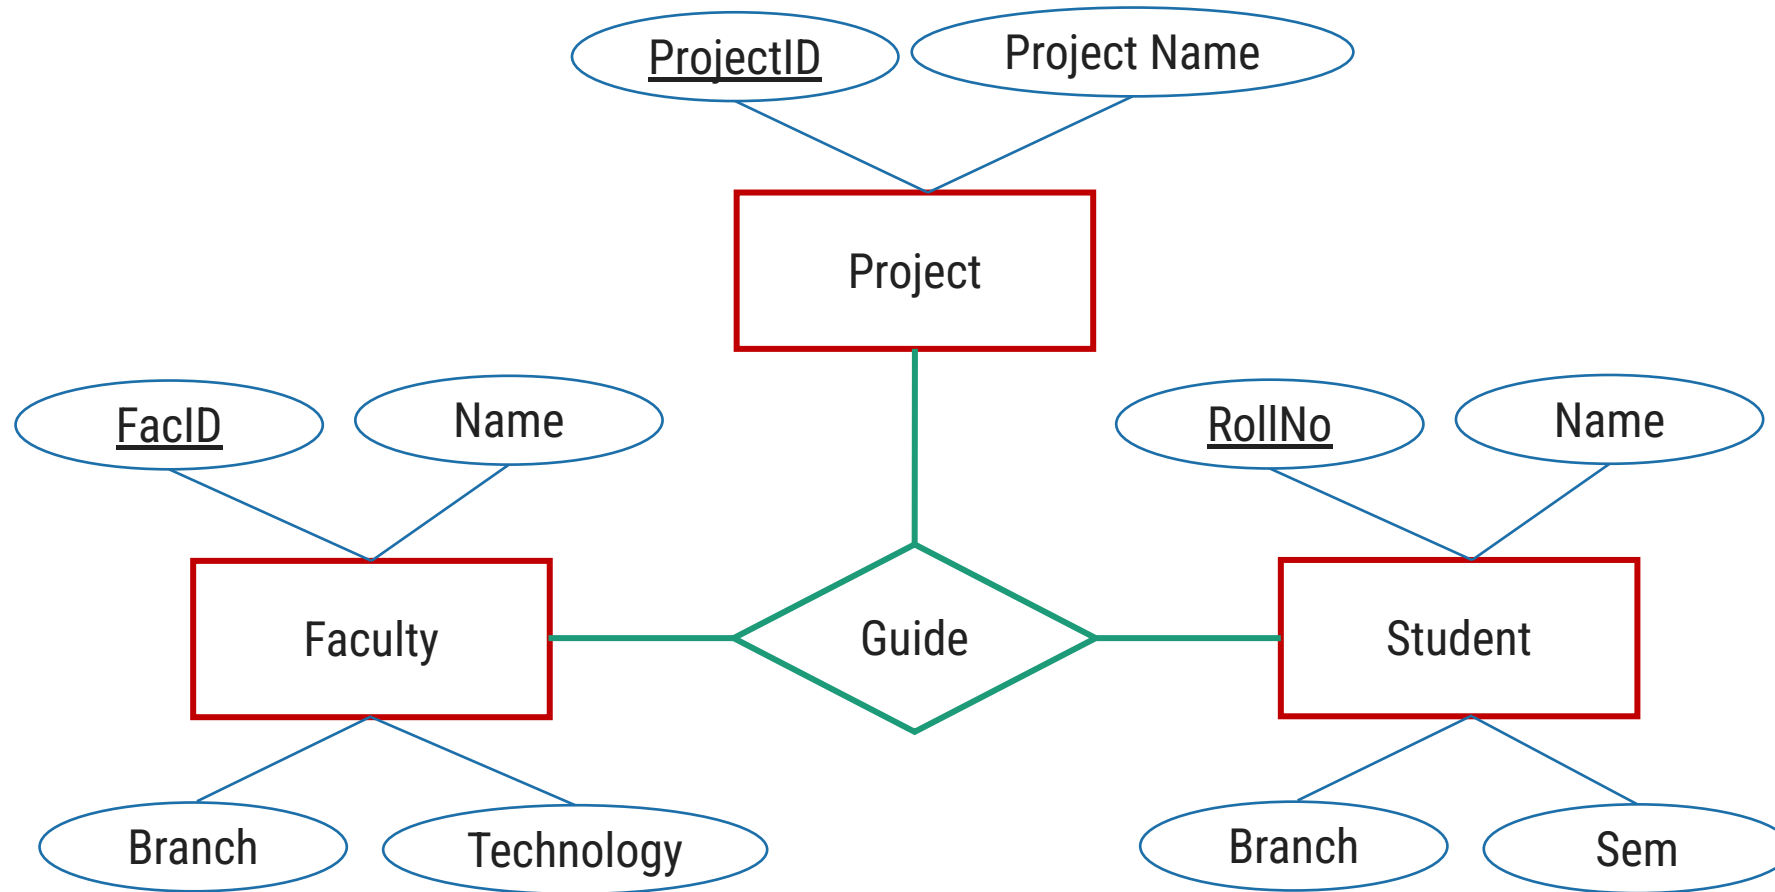 ProjectID
Project Name
Project
FacID
Name
RollNo
Name
Faculty
Guide
Student
Branch
Technology
Branch
Sem